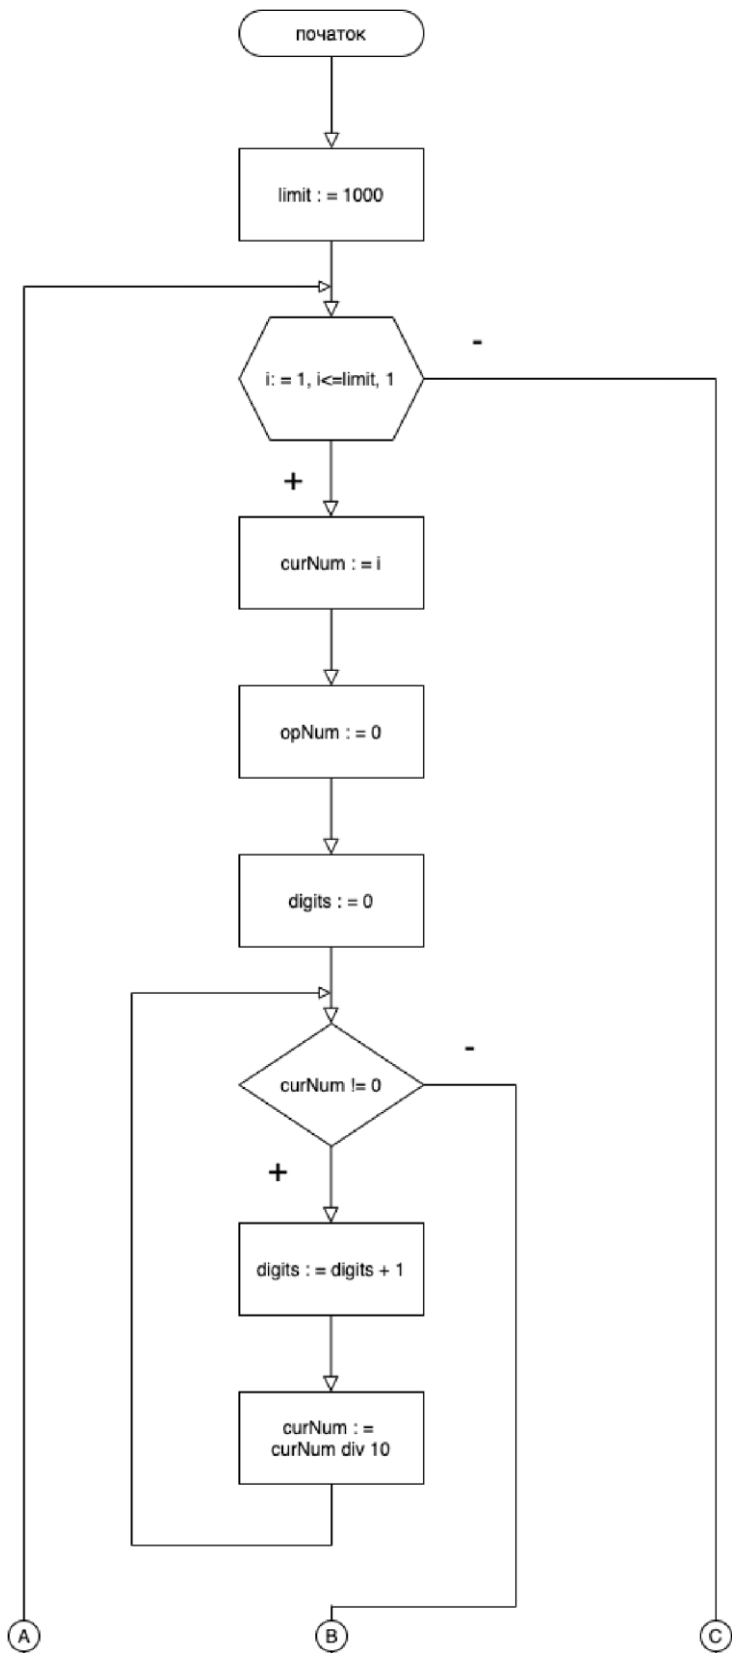 початок
limit : = 1000
i: = 1, i<=limit, 1
-
+
curNum : = i
opNum : = 0
digits : = 0
curNum != 0
-
+
digits : = digits + 1
curNum : =
curNum div 10
A
B
C